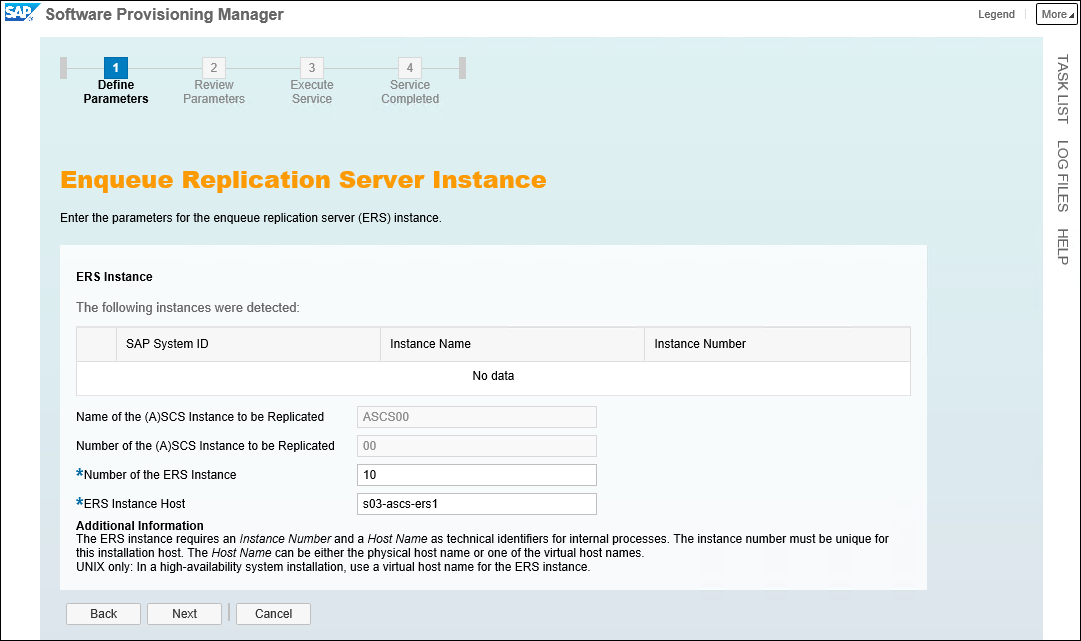 SAP Software Provisioning Manager
Legend
More
1
2
3
4
Define
Parameters
Review
Parameters
Execute
Service
Service
Completed
TASK LIST
LOG FILES
HELP
Enqueue Replication Server Instance
Enter the parameters for the enqueue replication server (ERS) instance.
ERS Instance
The following instances were detected:
SAP System ID
Instance Name
Instance Number
No data
Name of the (A)SCS Instance to be Replicated ASCS00
Number of the (A)SCS Instance to be Replicated 00
*Number of the ERS Instance 10
*ERS Instance Host s03-ascs-ers1
Additional Information
The ERS instance requires an Instance Number and a Host Name as technical identifiers for internal processes. The instance number must be unique for
this installation host. The Host Name can be either the physical host name or one of the virtual host names.
UNIX only: In a high-availability system installation, use a virtual host name for the ERS instance.
Back
Next
Cancel